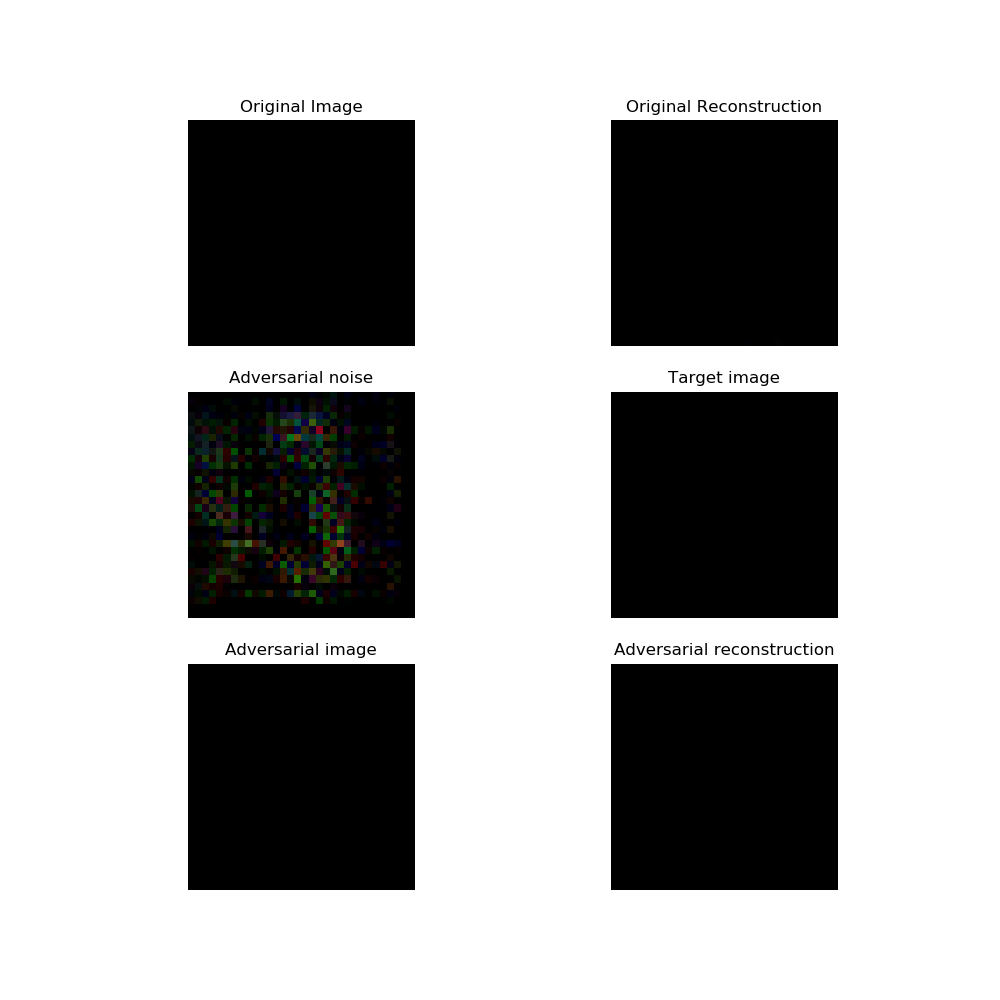 Original Image
Original Reconstruction
Adversarial noise
Target image
Adversarial image
Adversarial reconstruction